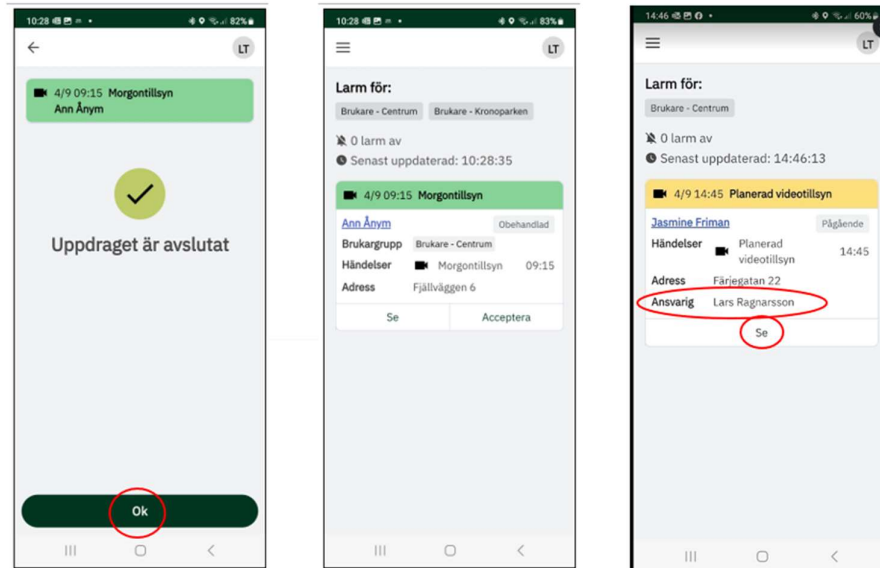 10:28 82%
LT
4/9 09:15 Morgontillsyn
Ann Ånym
Uppdraget är avslutat
Ok
10:28 83%
LT
Larm för:
Brukare - Centrum Brukare - Kronoparken
0 larm av
Senast uppdaterad: 10:28:35
4/9 09:15 Morgontillsyn
Ann Ånym Obehandlad
Brukargrupp Brukare - Centrum
Händelser Morgontillsyn 09:15
Adress Fjällväggen 6
Se Acceptera
14:46 60%
LT
Larm för:
Brukare - Centrum
0 larm av
Senast uppdaterad: 14:46:13
4/9 14:45 Planerad videotillsyn
Jasmine Friman Pågående
Händelser Planerad 14:45
videotillsyn
Adress Färjegatan 22
Ansvarig Lars Ragnarsson
Se